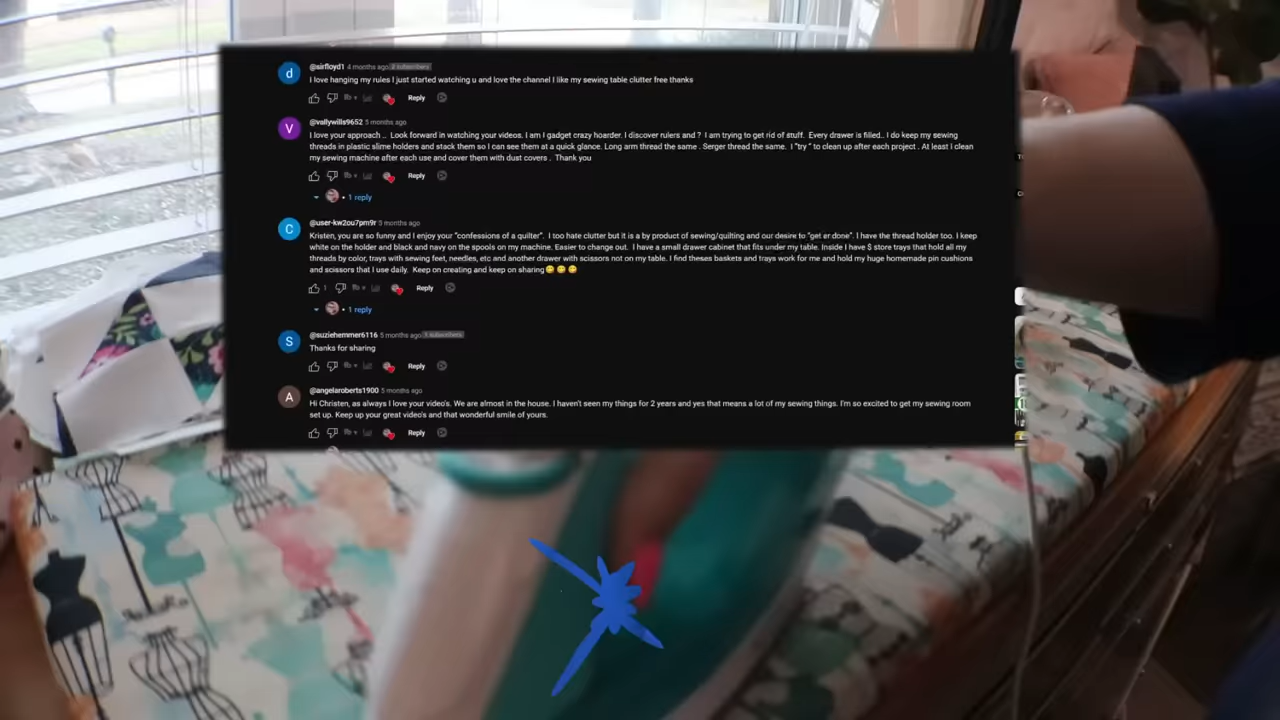 @sirfloyd1 4 months ago 2 subscribers
I love hanging my rules I just started watching u and love the channel I like my sewing table clutter free thanks
Reply
@vallywills9652 5 months ago
I love your approach .. Look forward in watching your videos. I am I gadget crazy hoarder. I discover rulers and ? I am trying to get rid of stuff. Every drawer is filled.. I do keep my sewing
threads in plastic slime holders and stack them so I can see them at a quick glance. Long arm thread the same . Serger thread the same. I "try " to clean up after each project . At least I clean
my sewing machine after each use and cover them with dust covers . Thank you
Reply
1 reply
@user-kw2ou7pm9r 5 months ago
Kristen, you are so funny and I enjoy your "confessions of a quilter". I too hate clutter but it is a by product of sewing/quilting and our desire to "get er done". I have the thread holder too. I keep
white on the holder and black and navy on the spools on my machine. Easier to change out. I have a small drawer cabinet that fits under my table. Inside I have $ store trays that hold all my
threads by color, trays with sewing feet, needles, etc and another drawer with scissors not on my table. I find theses baskets and trays work for me and hold my huge homemade pin cushions
and scissors that I use daily. Keep on creating and keep on sharing😋😋😋
1 Reply
1 reply
@suziehemmer6116 5 months ago 1 subscribers
Thanks for sharing
Reply
@angelaroberts1900 5 months ago
Hi Christen, as always I love your video's. We are almost in the house. I haven't seen my things for 2 years and yes that means a lot of my sewing things. I'm so excited to get my sewing room
set up. Keep up your great video's and that wonderful smile of yours.
Reply